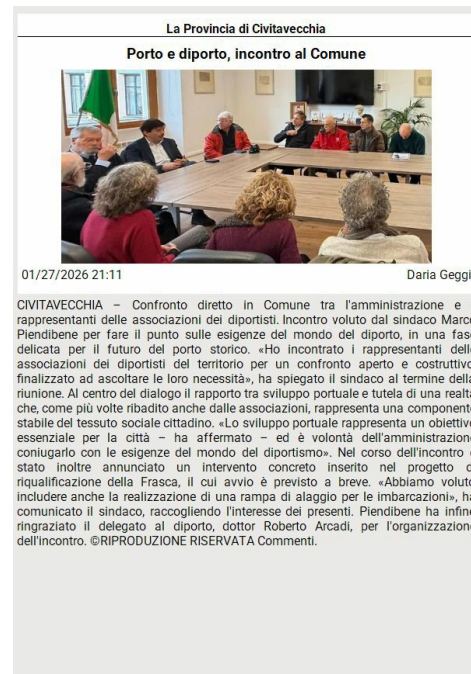 La Provincia di Civitavecchia
Porto e diporto, incontro al Comune
01/27/2026 21:11
Daria Geggi
CIVITAVECCHIA – Confronto diretto in Comune tra l'amministrazione e
rappresentanti delle associazioni dei diportisti. Incontro voluto dal sindaco Marco
Piendibene per fare il punto sulle esigenze del mondo del diporto, in una fase
delicata per il futuro del porto storico. «Ho incontrato i rappresentanti delle
associazioni dei diportisti del territorio per un confronto aperto e costruttivo
finalizzato ad ascoltare le loro necessità», ha spiegato il sindaco al termine della
riunione. Al centro del dialogo il rapporto tra sviluppo portuale e tutela di una realtà
che, come più volte ribadito anche dalle associazioni, rappresenta una componente
stabile del tessuto sociale cittadino. «Lo sviluppo portuale rappresenta un obiettivo
essenziale per la città – ha affermato – ed è volontà dell'amministrazione
coniugarlo con le esigenze del mondo del diportismo». Nel corso dell'incontro
stato inoltre annunciato un intervento concreto inserito nel progetto d
riqualificazione della Frasca, il cui avvio è previsto a breve. «Abbiamo voluto
includere anche la realizzazione di una rampa di alaggio per le imbarcazioni», ha
comunicato il sindaco, raccogliendo l'interesse dei presenti. Piendibene ha infine
ringraziato il delegato al diporto, dottor Roberto Arcadi, per l'organizzazione
dell'incontro. ©RIPRODUZIONE RISERVATA Commenti.